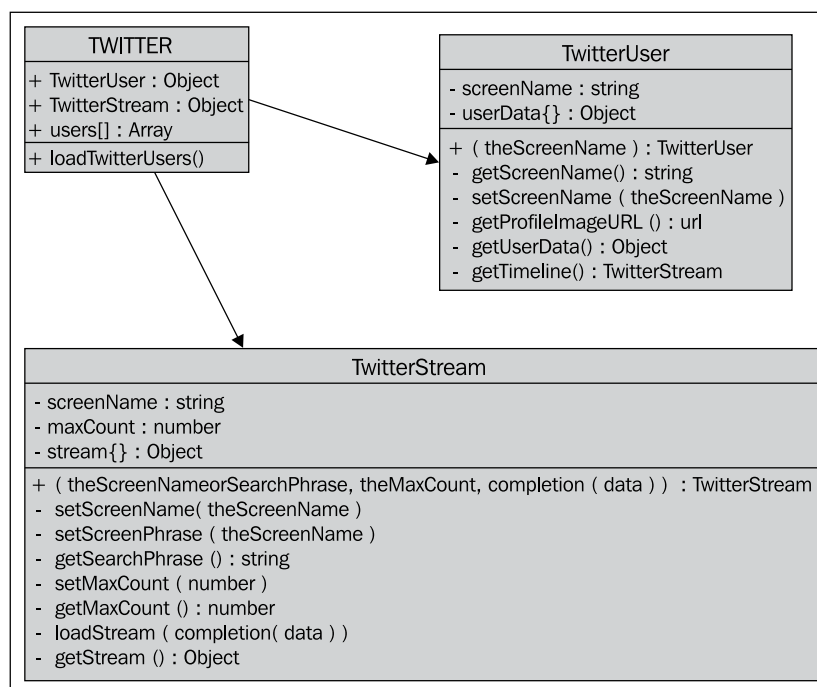 TWITTER
+ TwitterUser : Object
+ TwitterStream : Object
+ users[] : Array
+ loadTwitterUsers()
TwitterUser
- screenName : string
- userData{} : Object
+ ( theScreenName ) : TwitterUser
- getScreenName() : string
- setScreenName ( theScreenName )
- getProfileImageURL () : url
- getUserData() : Object
- getTimeline() : TwitterStream
TwitterStream
- screenName : string
- maxCount : number
- stream{} : Object
+ ( theScreenNameorSearchPhrase, theMaxCount, completion ( data ) ) : TwitterStream
- setScreenName( theScreenName )
- setScreenPhrase ( theScreenName )
- getSearchPhrase () : string
- setMaxCount ( number )
- getMaxCount () : number
- loadStream ( completion( data ) )
- getStream () : Object